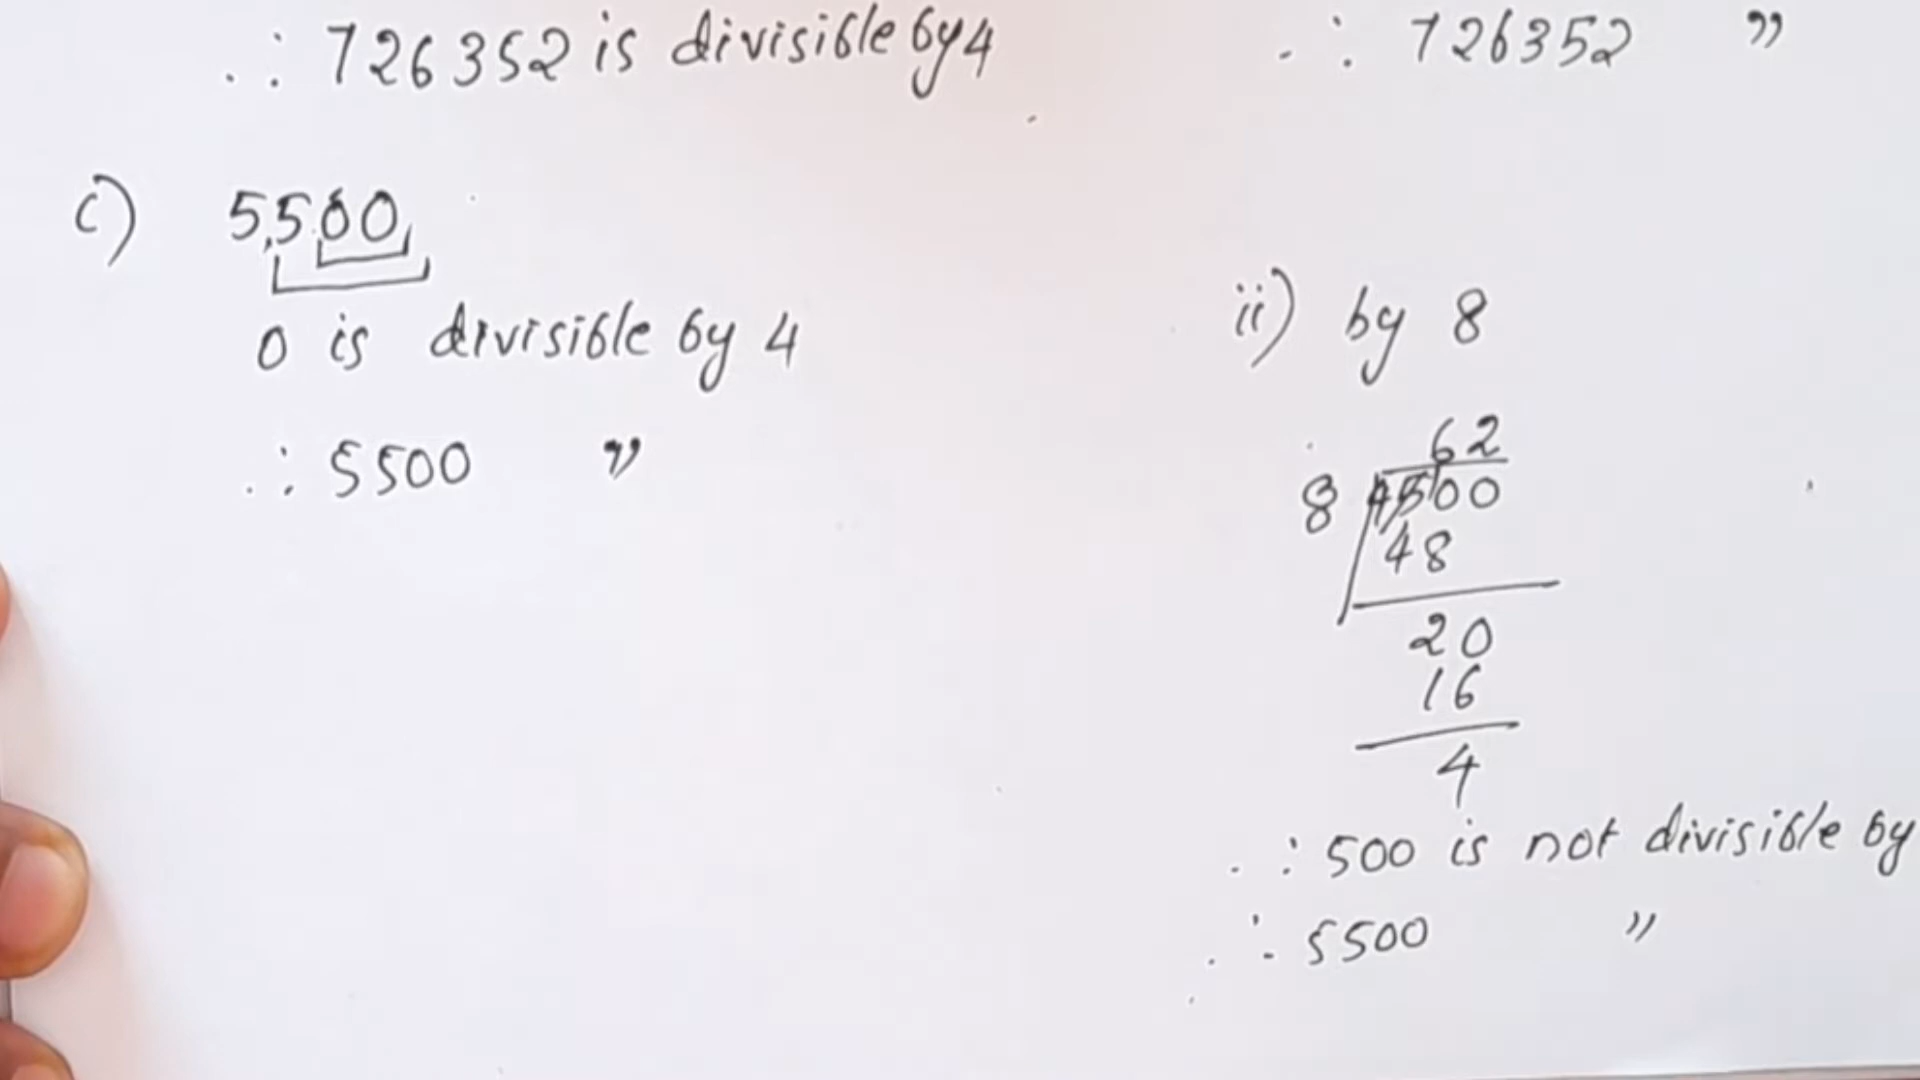 ∴ 726352 is divisible by 4
∴ 726352 "
c) 5,500
0 is divisible by 4
∴ 5500 "
ii) by 8
62
8 500
48
20
16
4
∴ 500 is not divisible by
∴ 5500 "